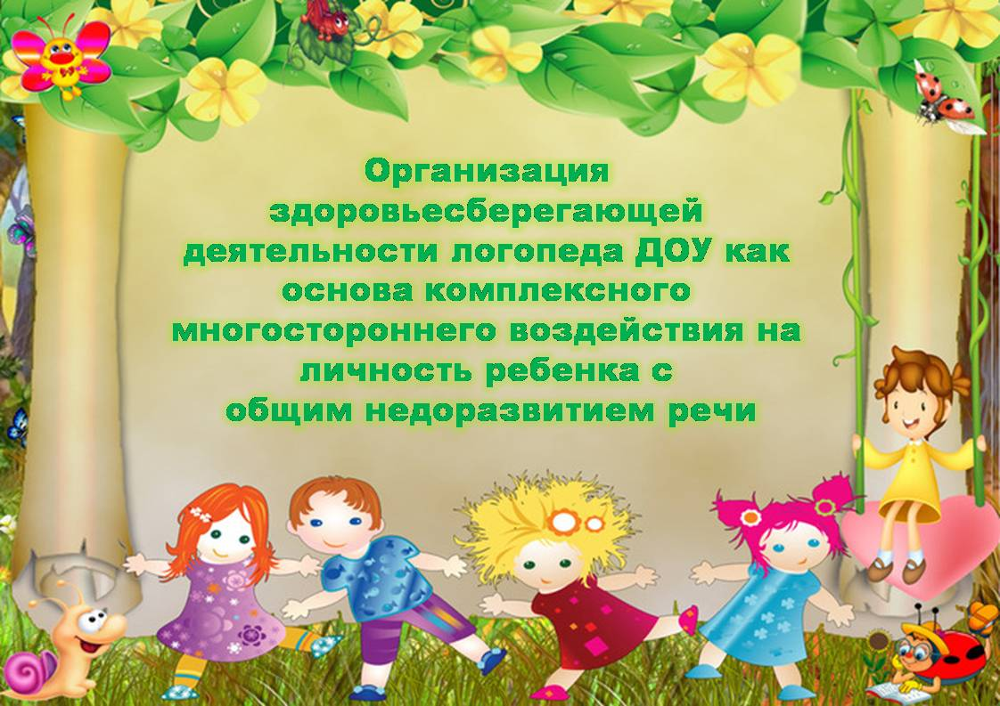 Организация
здоровьесберегающей
деятельности логопеда ДОУ как
основа комплексного
многостороннего воздействия на
личность ребенка с
общим недоразвитием речи